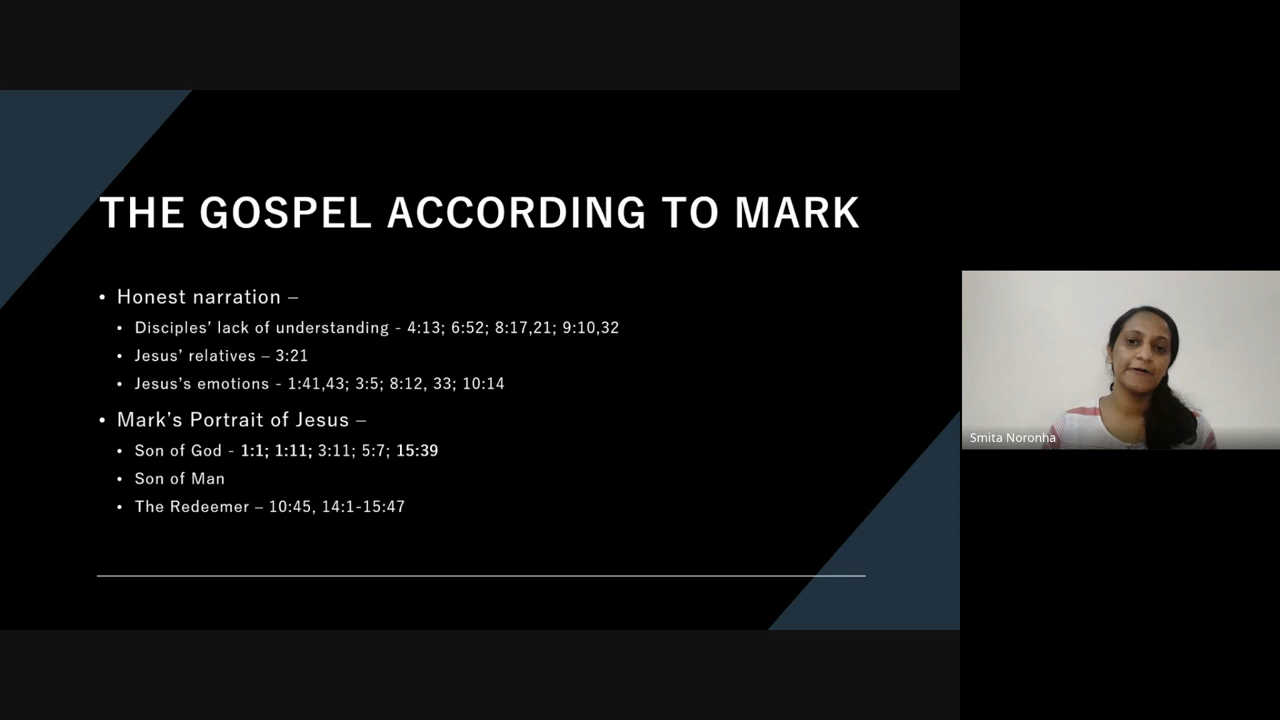 THE GOSPEL ACCORDING TO MARK
• Honest narration –
• Disciples’ lack of understanding - 4:13; 6:52; 8:17,21; 9:10,32
• Jesus’ relatives – 3:21
• Jesus’s emotions - 1:41,43; 3:5; 8:12, 33; 10:14
• Mark’s Portrait of Jesus –
• Son of God - 1:1; 1:11; 3:11; 5:7; 15:39
• Son of Man
• The Redeemer – 10:45, 14:1-15:47
Smita Noronha